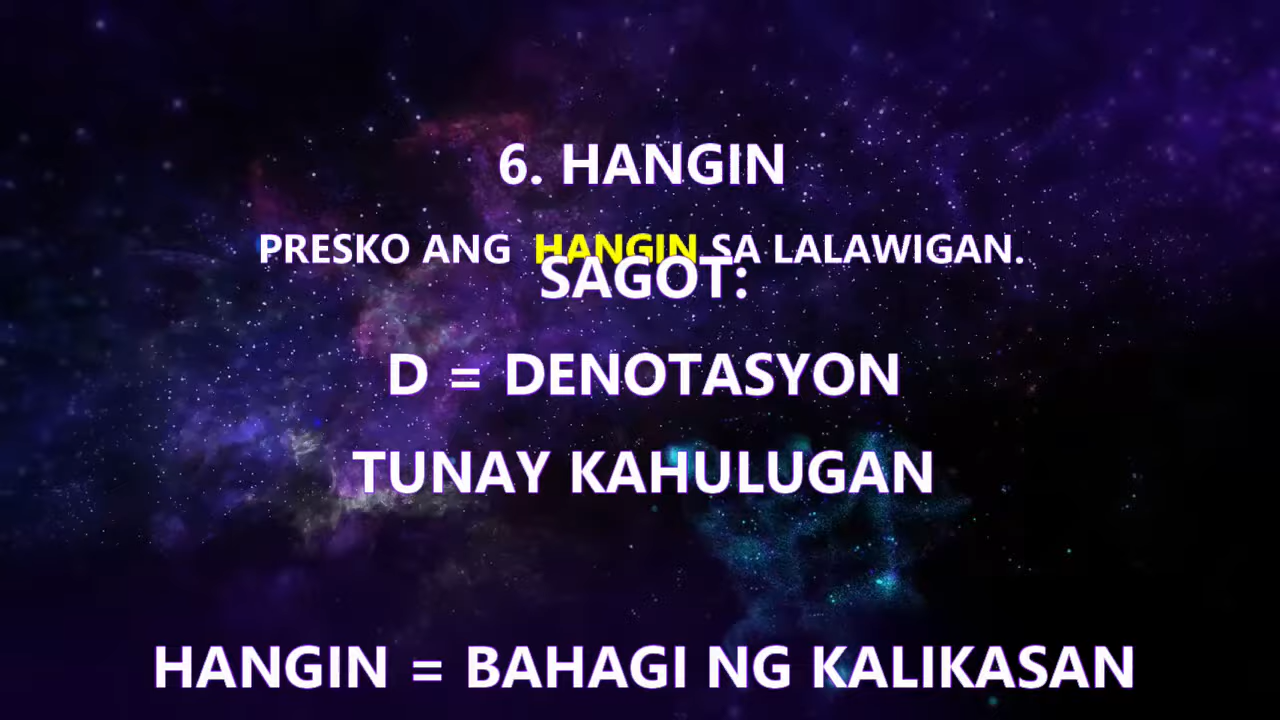 6. HANGIN
PRESKO ANG HANGIN SA LALAWIGAN.
SAGOT:
D = DENOTASYON
TUNAY KAHULUGAN
HANGIN = BAHAGI NG KALIKASAN